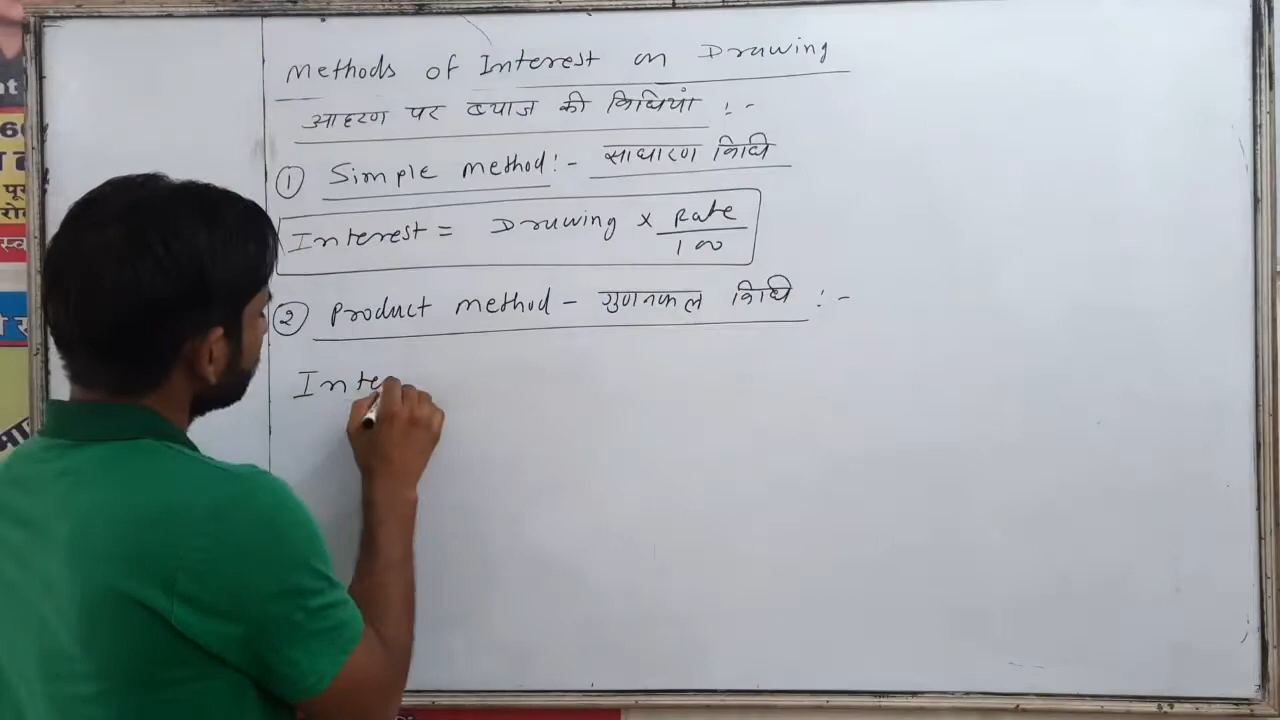 Methods of Interest on Drawing
आहरण पर ब्याज की विधियां :-
① Simple method:- साधारण विधि
Interest = Drawing x Rate/100
② Product method - गुणनफल विधि :-
Inte